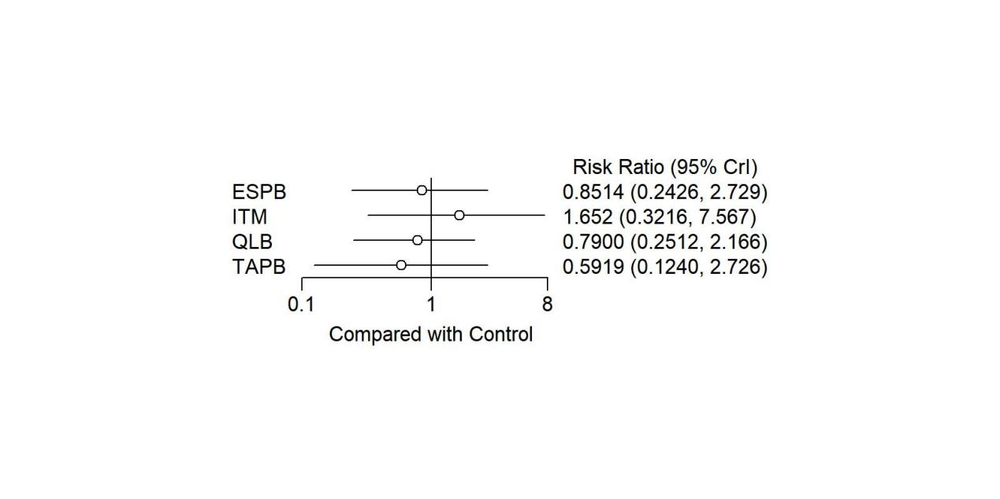 Risk Ratio (95% CrI)
ESPB 0.8514 (0.2426, 2.729)
ITM 1.652 (0.3216, 7.567)
QLB 0.7900 (0.2512, 2.166)
TAPB 0.5919 (0.1240, 2.726)
0.1 1 8
Compared with Control